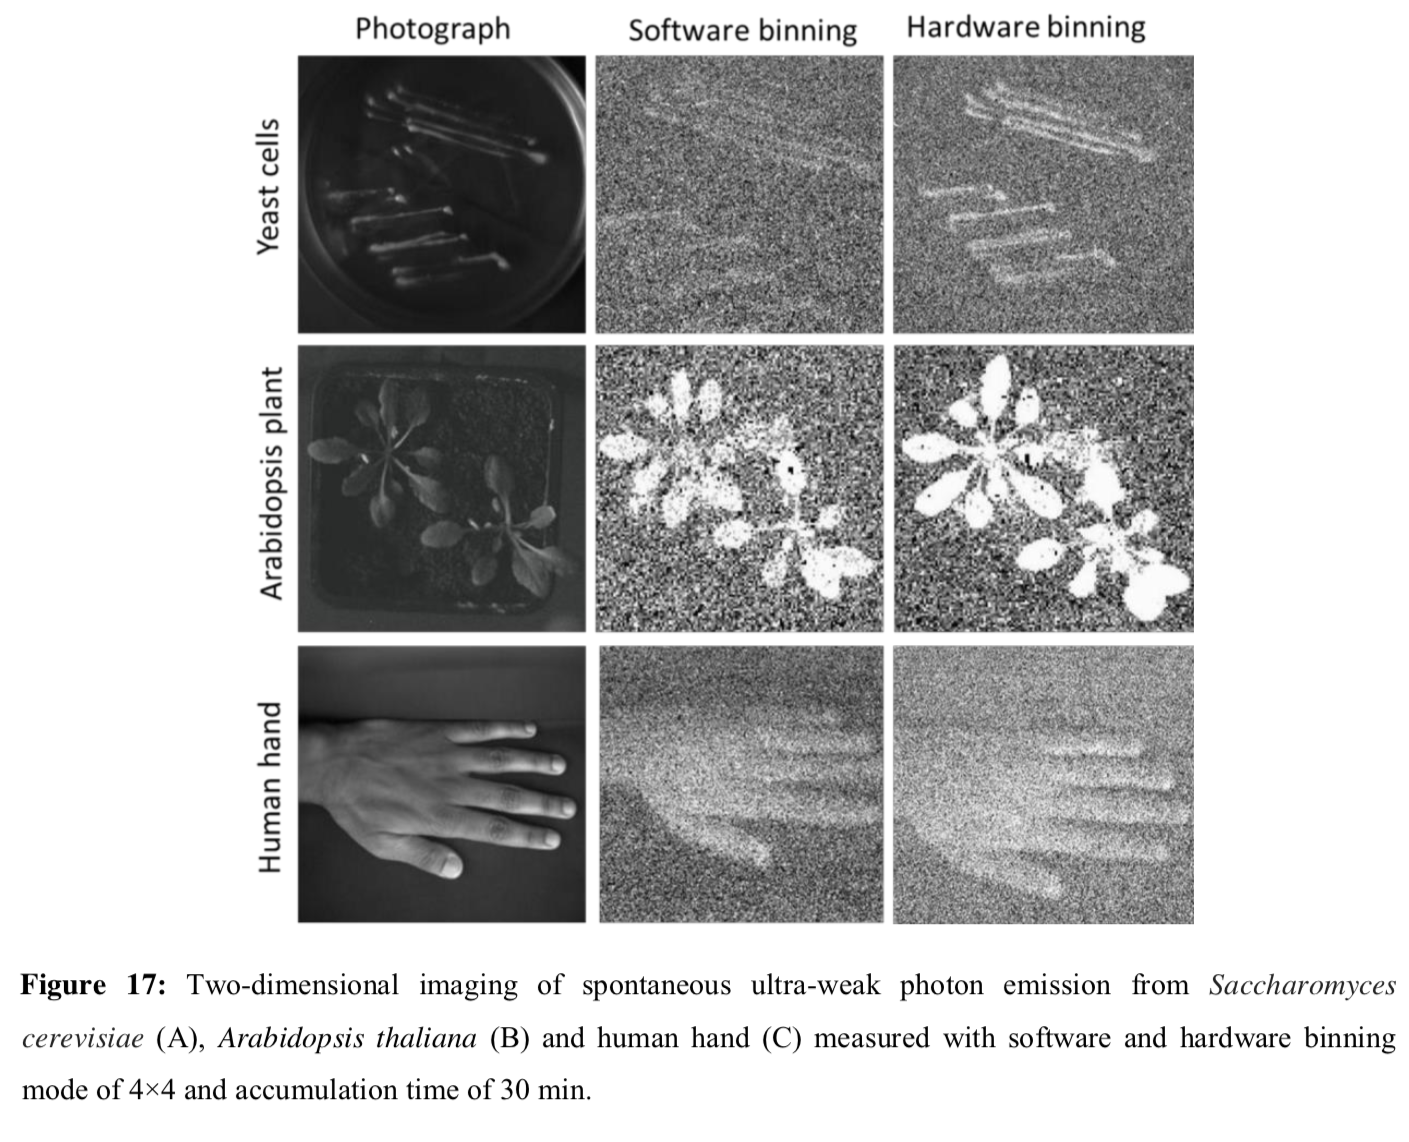 Photograph
Software binning
Hardware binning
Yeast cells
Arabidopsis plant
Human hand
Figure 17: Two-dimensional imaging of spontaneous ultra-weak photon emission from Saccharomyces
cerevisiae (A), Arabidopsis thaliana (B) and human hand (C) measured with software and hardware binning
mode of 4×4 and accumulation time of 30 min.